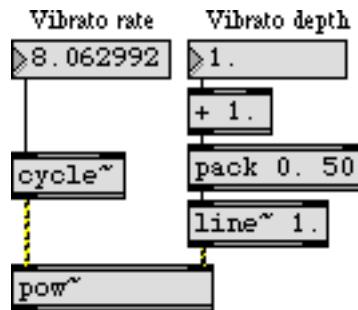 Vibrato rate Vibrato depth
8.062992 1.
+ 1.
cycle~ pack 0. 50
line~ 1.
pow~